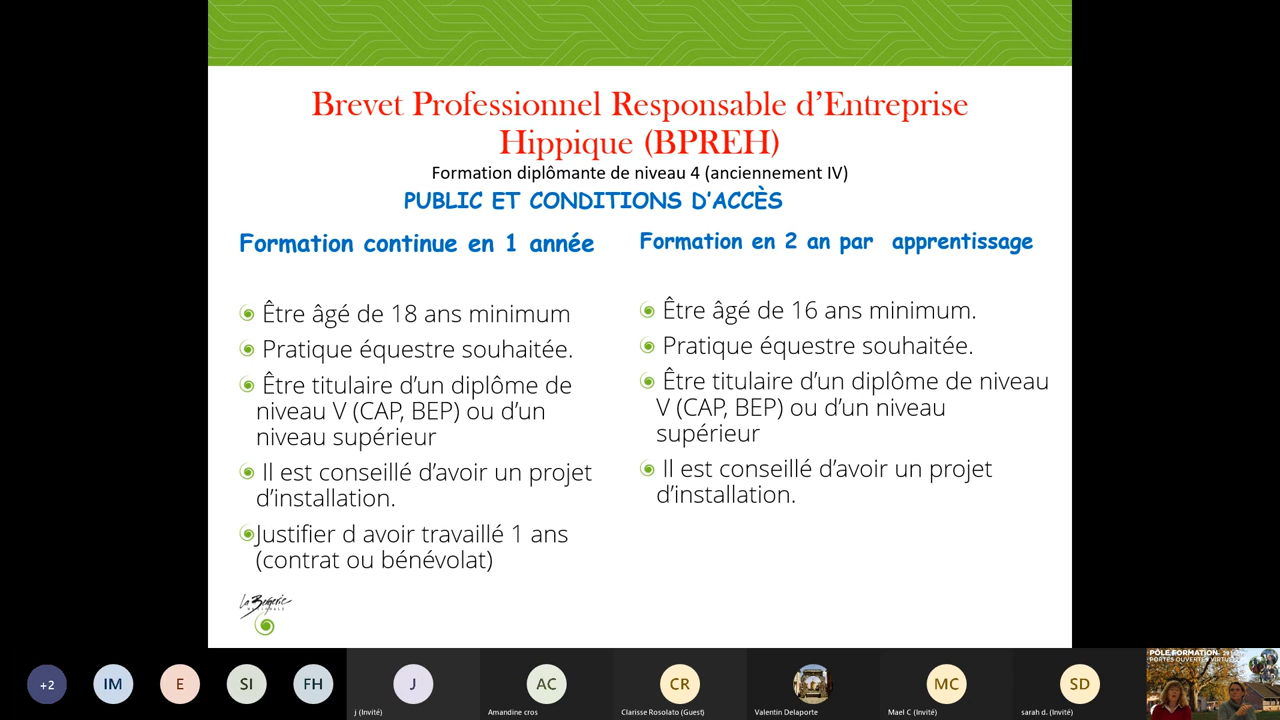 Brevet Professionnel Responsable d'Entreprise
Hippique (BPREH)
Formation diplômante de niveau 4 (anciennement IV)
PUBLIC ET CONDITIONS D'ACCÈS
Formation continue en 1 année
Être âgé de 18 ans minimum
Pratique équestre souhaitée.
Être titulaire d'un diplôme de
niveau V (CAP, BEP) ou d'un
niveau supérieur
Il est conseillé d'avoir un projet
d'installation.
Justifier d avoir travaillé 1 ans
(contrat ou bénévolat)
Formation en 2 an par apprentissage
Être âgé de 16 ans minimum.
Pratique équestre souhaitée.
Être titulaire d'un diplôme de niveau
V (CAP, BEP) ou d'un niveau
supérieur
Il est conseillé d'avoir un projet
d'installation.
La Bergerie
NATIONALE
+2
IM
E
SI
FH
J
j (Invité)
AC
Amandine cros
CR
Clarisse Rosolato (Guest)
Valentin Delaporte
MC
Mael C (Invité)
SD
sarah d. (Invité)
PÔLE FORMATION
PORTES OUVERTES VIRTUELLES